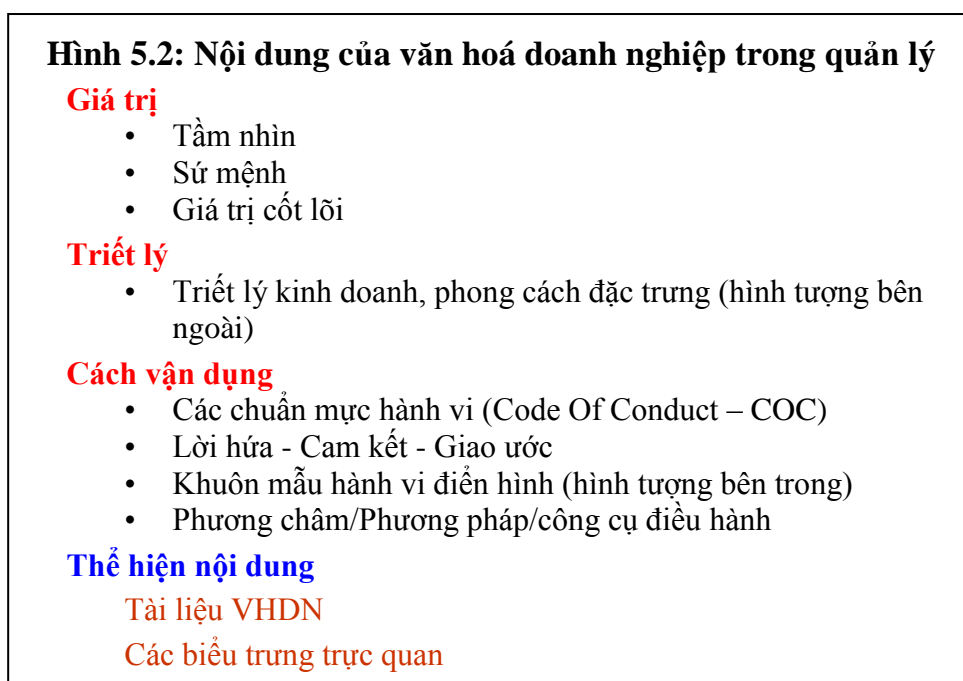 Hình 5.2: Nội dung của văn hoá doanh nghiệp trong quản lý
Giá trị
• Tầm nhìn
• Sứ mệnh
• Giá trị cốt lõi
Triết lý
• Triết lý kinh doanh, phong cách đặc trưng (hình tượng bên
ngoài)
Cách vận dụng
• Các chuẩn mực hành vi (Code Of Conduct – COC)
• Lời hứa - Cam kết - Giao ước
• Khuôn mẫu hành vi điển hình (hình tượng bên trong)
• Phương châm/Phương pháp/công cụ điều hành
Thể hiện nội dung
Tài liệu VHDN
Các biểu trưng trực quan